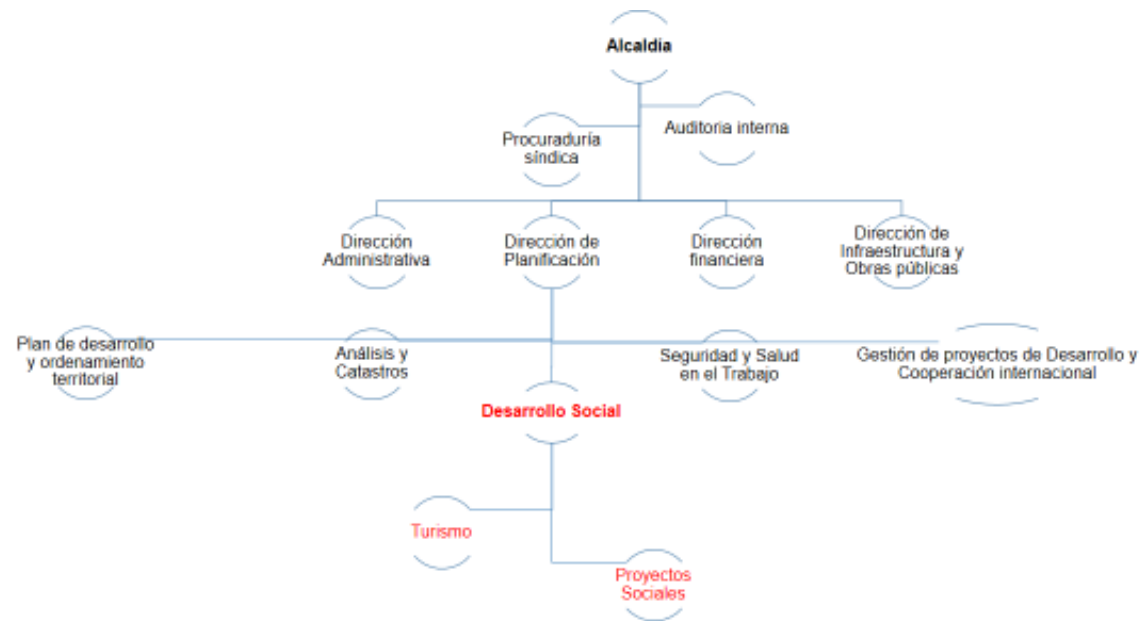 Alcaldia
Auditoria interna
Procuraduría
síndica
Dirección
Administrativa
Dirección de
Planificación
Dirección
financiera
Dirección de
Infraestructura y
Obras públicas
Plan de desarrollo
y ordenamiento
territorial
Análisis y
Catastros
Seguridad y Salud
en el Trabajo
Gestión de proyectos de Desarrollo y
Cooperación internacional
Desarrollo Social
Turismo
Proyectos
Sociales